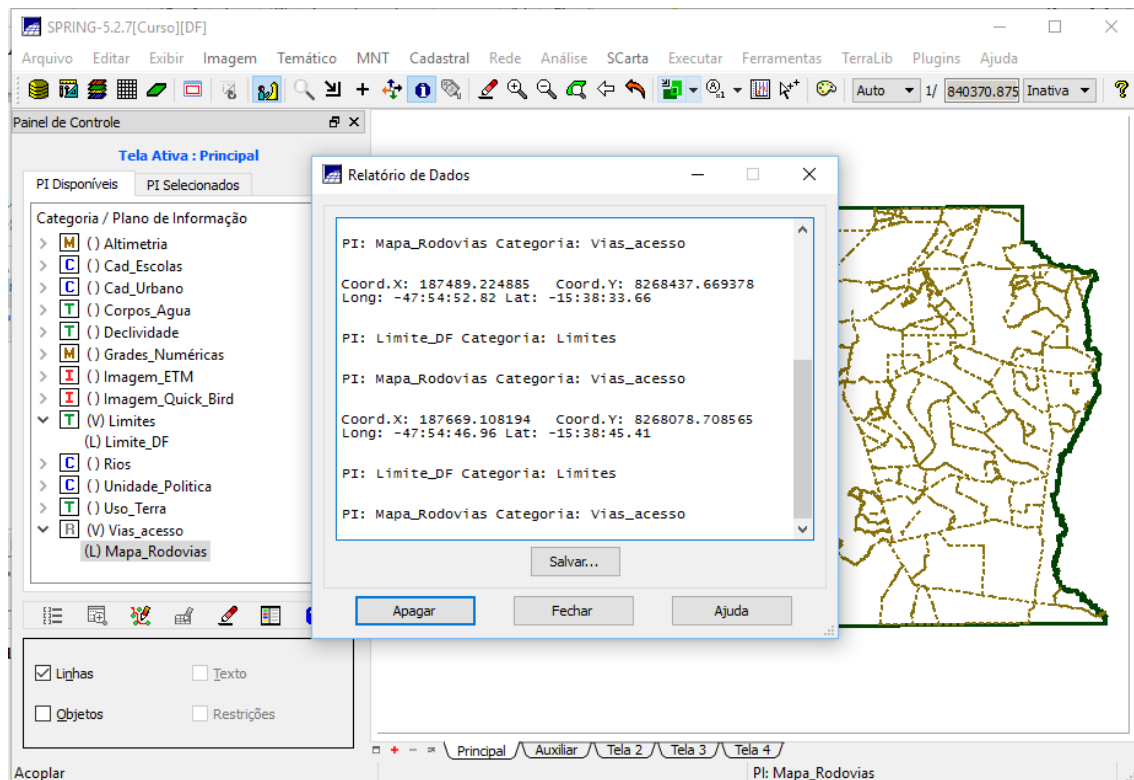 SPRING-5.2.7[Curso][DF]
Arquivo Editar Exibir Imagem Temático MNT Cadastral Rede Análise SCarta Executar Ferramentas TerraLib Plugins Ajuda
Auto 1/ 840370.875 Inativa
Painel de Controle
Tela Ativa : Principal
PI Disponíveis PI Selecionados
Categoria / Plano de Informação
M () Altimetria
C () Cad_Escolas
C () Cad_Urbano
T () Corpos_Agua
T () Declividade
M () Grades_Numéricas
I () Imagem_ETM
I () Imagem_Quick_Bird
T (V) Limites
(L) Limite_DF
C () Rios
C () Unidade_Politica
T () Uso_Terra
R (V) Vias_acesso
(L) Mapa_Rodovias
Linhas Texto
Objetos Restrições
Relatório de Dados
PI: Mapa_Rodovias Categoria: Vias_acesso
Coord.X: 187489.224885 Coord.Y: 8268437.669378
Long: -47:54:52.82 Lat: -15:38:33.66
PI: Limite_DF Categoria: Limites
PI: Mapa_Rodovias Categoria: Vias_acesso
Coord.X: 187669.108194 Coord.Y: 8268078.708565
Long: -47:54:46.96 Lat: -15:38:45.41
PI: Limite_DF Categoria: Limites
PI: Mapa_Rodovias Categoria: Vias_acesso
Salvar...
Apagar Fechar Ajuda
Principal Auxiliar Tela 2 Tela 3 Tela 4
Acoplar PI: Mapa_Rodovias